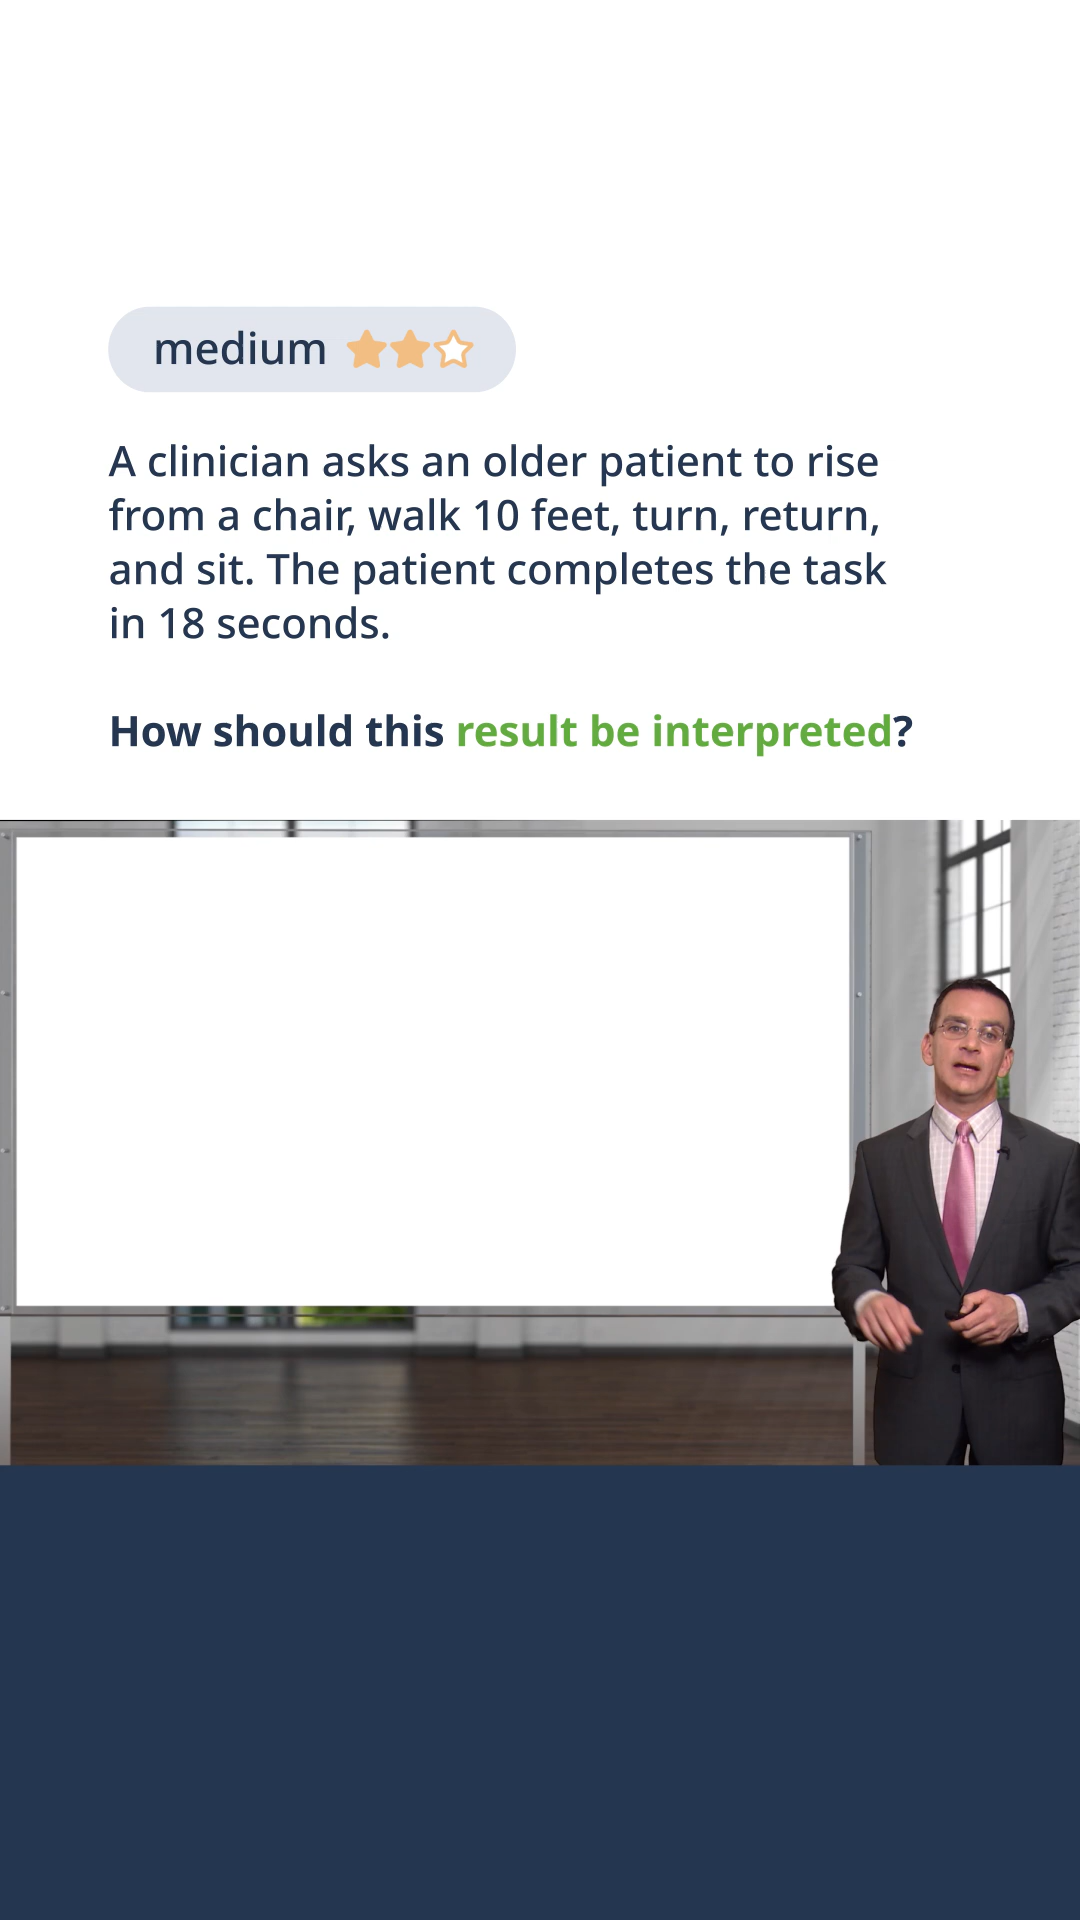 medium
A clinician asks an older patient to rise
from a chair, walk 10 feet, turn, return,
and sit. The patient completes the task
in 18 seconds.
How should this result be interpreted?